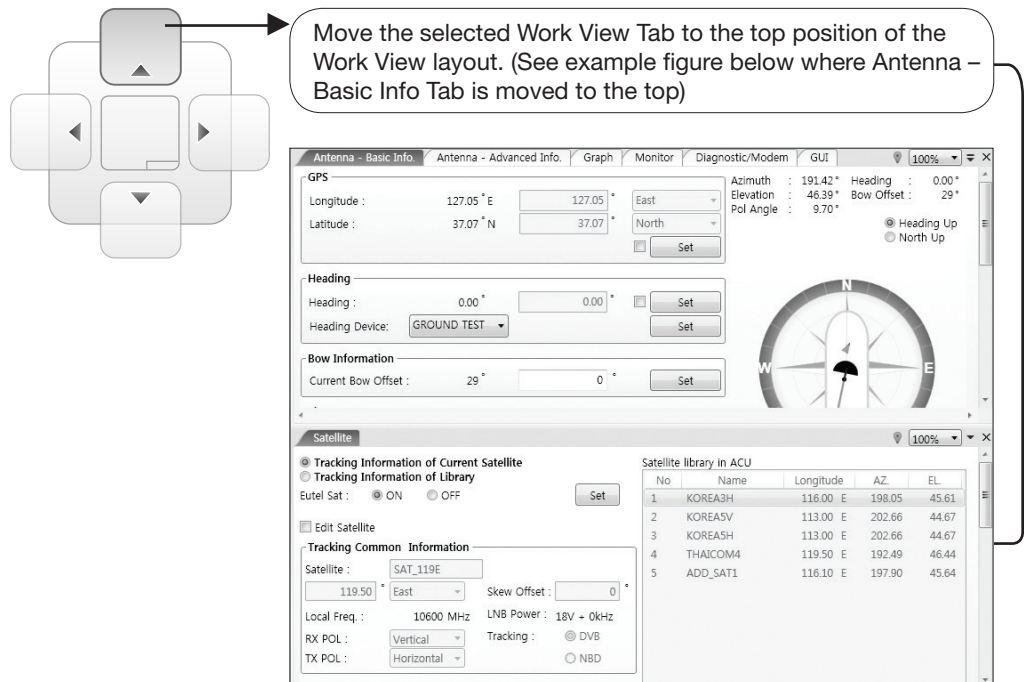 Move the selected Work View Tab to the top position of the
Work View layout. (See example figure below where Antenna –
Basic Info Tab is moved to the top)
Antenna - Basic Info. Antenna - Advanced Info. Graph Monitor Diagnostic/Modem GUI 100%
GPS
Longitude : 127.05 ° E 127.05 ° East
Latitude : 37.07 ° N 37.07 ° North
Set
Azimuth : 191.42° Heading : 0.00°
Elevation : 46.39° Bow Offset : 29°
Pol Angle : 9.70°
Heading Up
North Up
Heading
Heading : 0.00 ° 0.00 ° Set
Heading Device: GROUND TEST Set
Bow Information
Current Bow Offset : 29 ° 0 ° Set
N
W
E
Satellite 100%
Tracking Information of Current Satellite
Tracking Information of Library
Eutel Sat : ON OFF Set
Edit Satellite
Tracking Common Information
Satellite : SAT_119E
119.50 ° East Skew Offset : 0 °
Local Freq. : 10600 MHz LNB Power : 18V + 0kHz
RX POL : Vertical Tracking : DVB
TX POL : Horizontal NBD
Satellite library in ACU
No Name Longitude AZ. EL.
1 KOREA3H 116.00 E 198.05 45.61
2 KOREA5V 113.00 E 202.66 44.67
3 KOREA5H 113.00 E 202.66 44.67
4 THAICOM4 119.50 E 192.49 46.44
5 ADD_SAT1 116.10 E 197.90 45.64